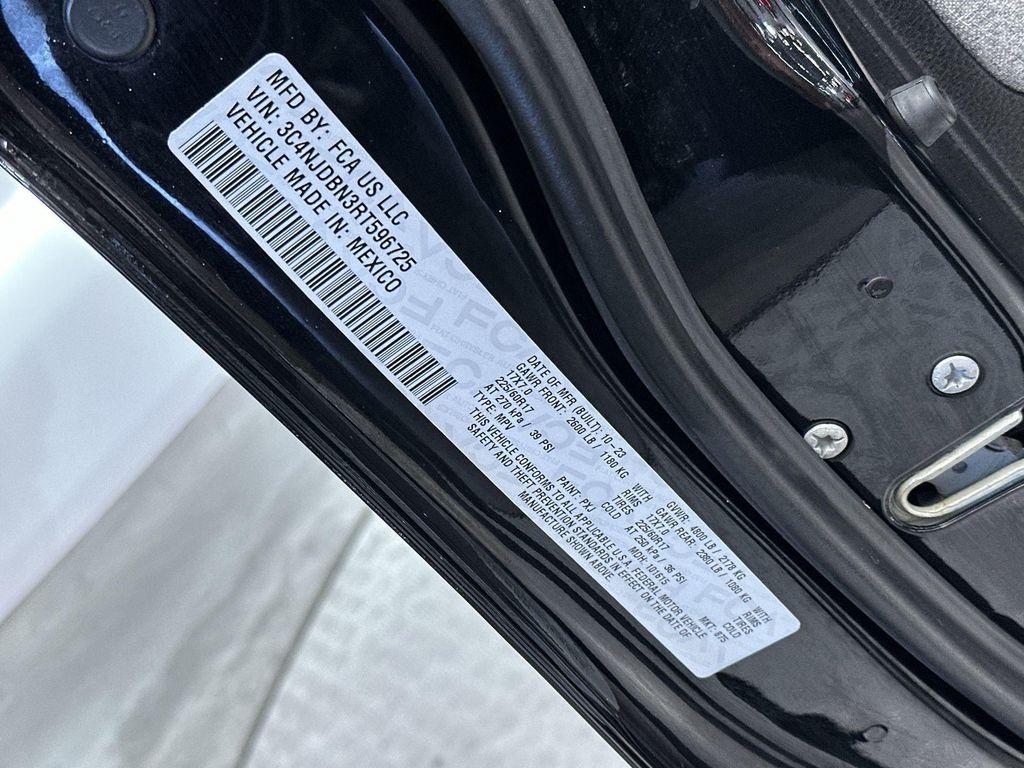 MFD BY: FCA US LLC
VIN: 3C4NJDBN3RT596725
VEHICLE MADE IN: MEXICO
DATE OF MFR (BUILT): 10-23 GVWR: 4800 LB / 2178 KG
GAWR FRONT: 2600 LB / 1180 KG WITH GAWR REAR: 2380 LB / 1080 KG WITH
17X7.0 RIMS 17X7.0 RIMS
225/60R17 TIRES 225/60R17 TIRES
AT 270 kPa / 39 PSI COLD AT 250 kPa / 36 PSI COLD
TYPE: MPV PAINT: PXJ MDH: 101615 MKT: 875
THIS VEHICLE CONFORMS TO ALL APPLICABLE U.S.A. FEDERAL MOTOR VEHICLE
SAFETY AND THEFT PREVENTION STANDARDS IN EFFECT ON THE DATE OF
MANUFACTURE SHOWN ABOVE.